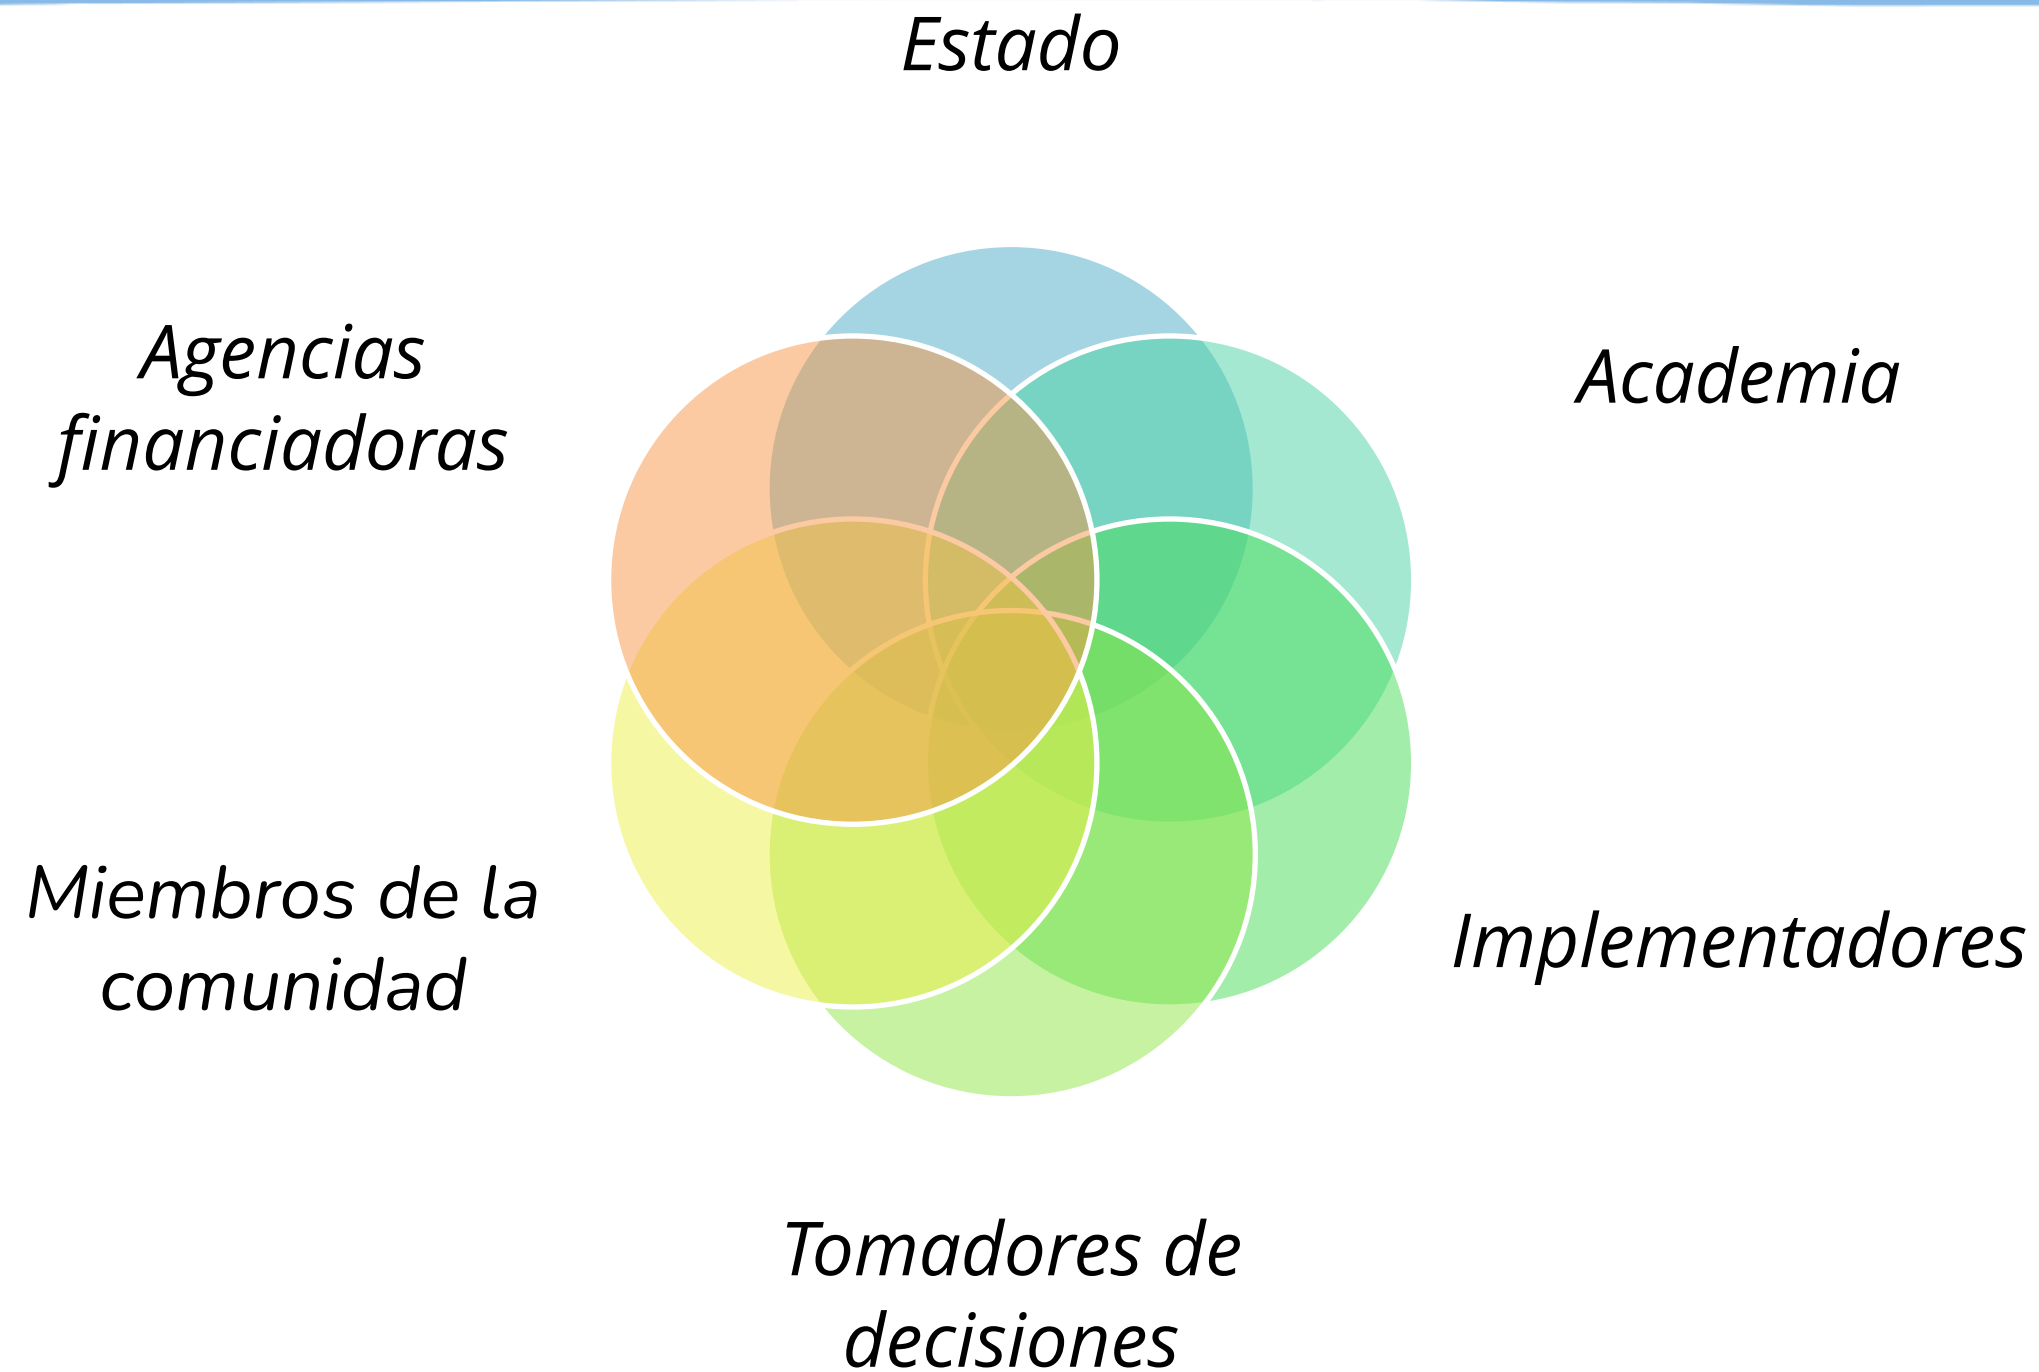 Estado
Agencias
financiadoras
Academia
Miembros de la
comunidad
Implementadores
Tomadores de
decisiones